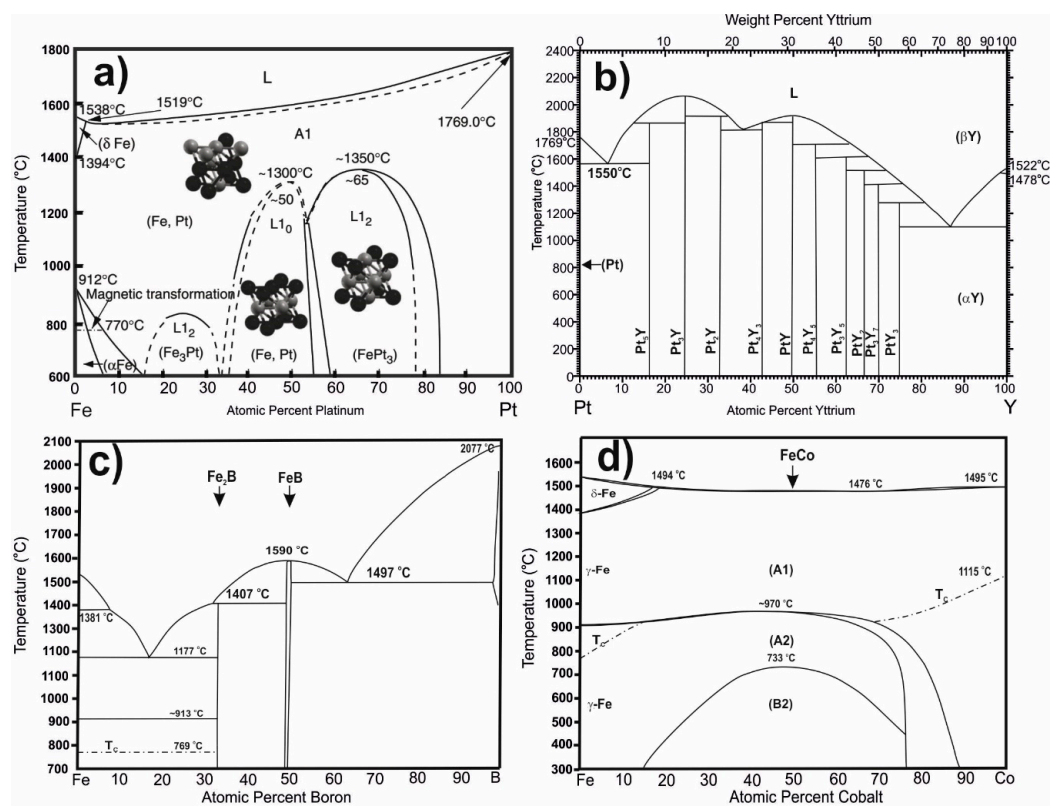 a)
1800
1600
1400
1200
1000
800
600
Temperature (°C)
L
1538°C
1519°C
1769.0°C
(δ Fe)
1394°C
A1
~1300°C
~50
~1350°C
~65
(Fe, Pt)
L1₀
L1₂
912°C
Magnetic transformation
770°C
L1₂
(Fe₃Pt)
(Fe, Pt)
(FePt₃)
(αFe)
0 10 20 30 40 50 60 70 80 90 100
Fe Atomic Percent Platinum Pt
Weight Percent Yttrium
0 10 20 30 40 50 60 70 80 90 100
b)
2400
2200
2000
1800
1600
1400
1200
1000
800
600
400
200
0
Temperature (°C)
L
1769°C
1550°C
(βY)
1522°C
1478°C
(Pt)
(αY)
Pt₅Y
Pt₃Y
Pt₂Y
Pt₄Y₃
PtY
Pt₄Y₅
Pt₃Y₅
PtY₂
Pt₃Y₇
PtY₃
0 10 20 30 40 50 60 70 80 90 100
Pt Atomic Percent Yttrium Y
c)
2100
2000
1900
1800
1700
1600
1500
1400
1300
1200
1100
1000
900
800
700
Temperature (°C)
2077 °C
Fe₂B
FeB
1590 °C
1497 °C
1407 °C
1381°C
1177°C
~913°C
T꜀
769°C
Fe 10 20 30 40 50 60 70 80 90 B
Atomic Percent Boron
d)
1600
1500
1400
1300
1200
1100
1000
900
800
700
600
500
400
300
Temperature (°C)
FeCo
1494 °C
1476 °C
1495 °C
δ-Fe
γ-Fe
(A1)
1115 °C
T꜀
~970 °C
T꜀
(A2)
733 °C
γ-Fe
(B2)
Fe 10 20 30 40 50 60 70 80 90 Co
Atomic Percent Cobalt